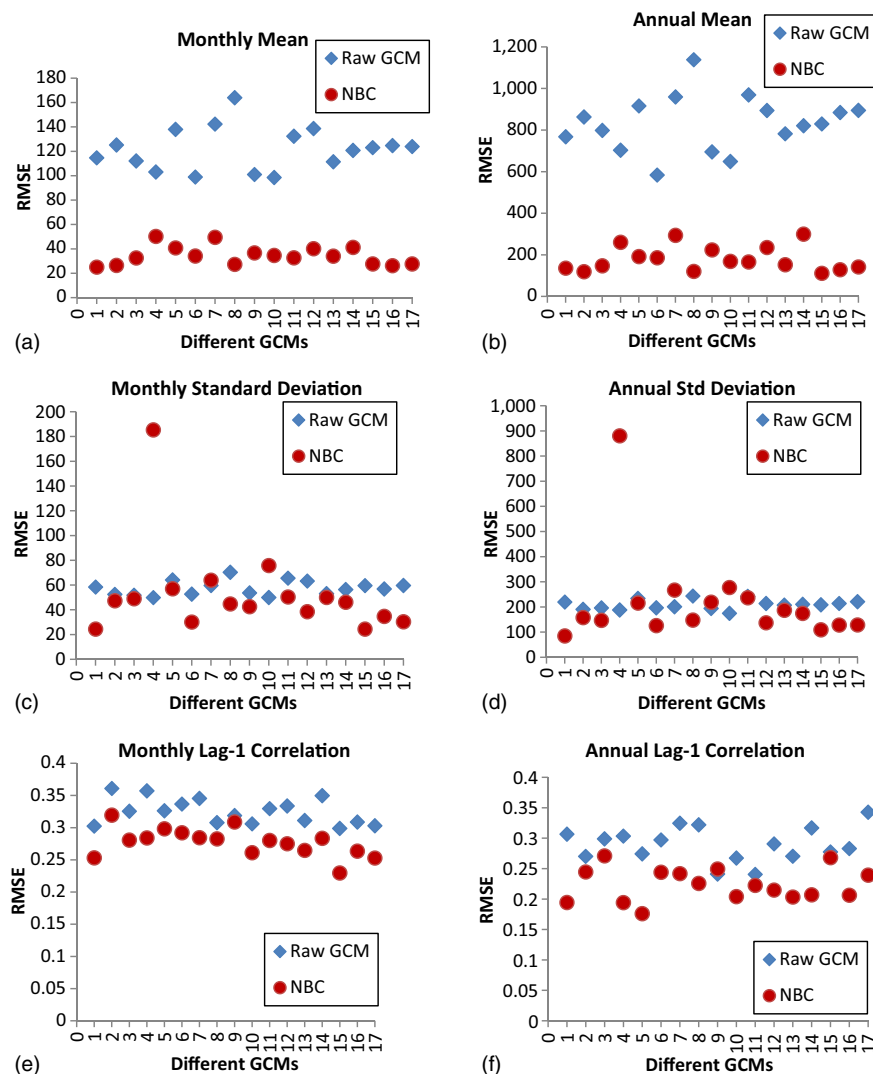 Monthly Mean
Raw GCM
NBC
180
160
140
120
100
80
60
40
20
0
RMSE
0 1 2 3 4 5 6 7 8 9 10 11 12 13 14 15 16 17
(a)
Different GCMs
Annual Mean
Raw GCM
NBC
1,200
1,000
800
600
400
200
0
RMSE
0 1 2 3 4 5 6 7 8 9 10 11 12 13 14 15 16 17
(b)
Different GCMs
Monthly Standard Deviation
Raw GCM
NBC
200
180
160
140
120
100
80
60
40
20
0
RMSE
0 1 2 3 4 5 6 7 8 9 10 11 12 13 14 15 16 17
(c)
Different GCMs
Annual Std Deviation
Raw GCM
NBC
1,000
900
800
700
600
500
400
300
200
100
0
RMSE
0 1 2 3 4 5 6 7 8 9 10 11 12 13 14 15 16 17
(d)
Different GCMs
Monthly Lag-1 Correlation
0.4
0.35
0.3
0.25
0.2
0.15
0.1
0.05
0
RMSE
Raw GCM
NBC
0 1 2 3 4 5 6 7 8 9 10 11 12 13 14 15 16 17
(e)
Different GCMs
Annual Lag-1 Correlation
0.4
0.35
0.3
0.25
0.2
0.15
0.1
0.05
0
RMSE
Raw GCM
NBC
0 1 2 3 4 5 6 7 8 9 10 11 12 13 14 15 16 17
(f)
Different GCMs